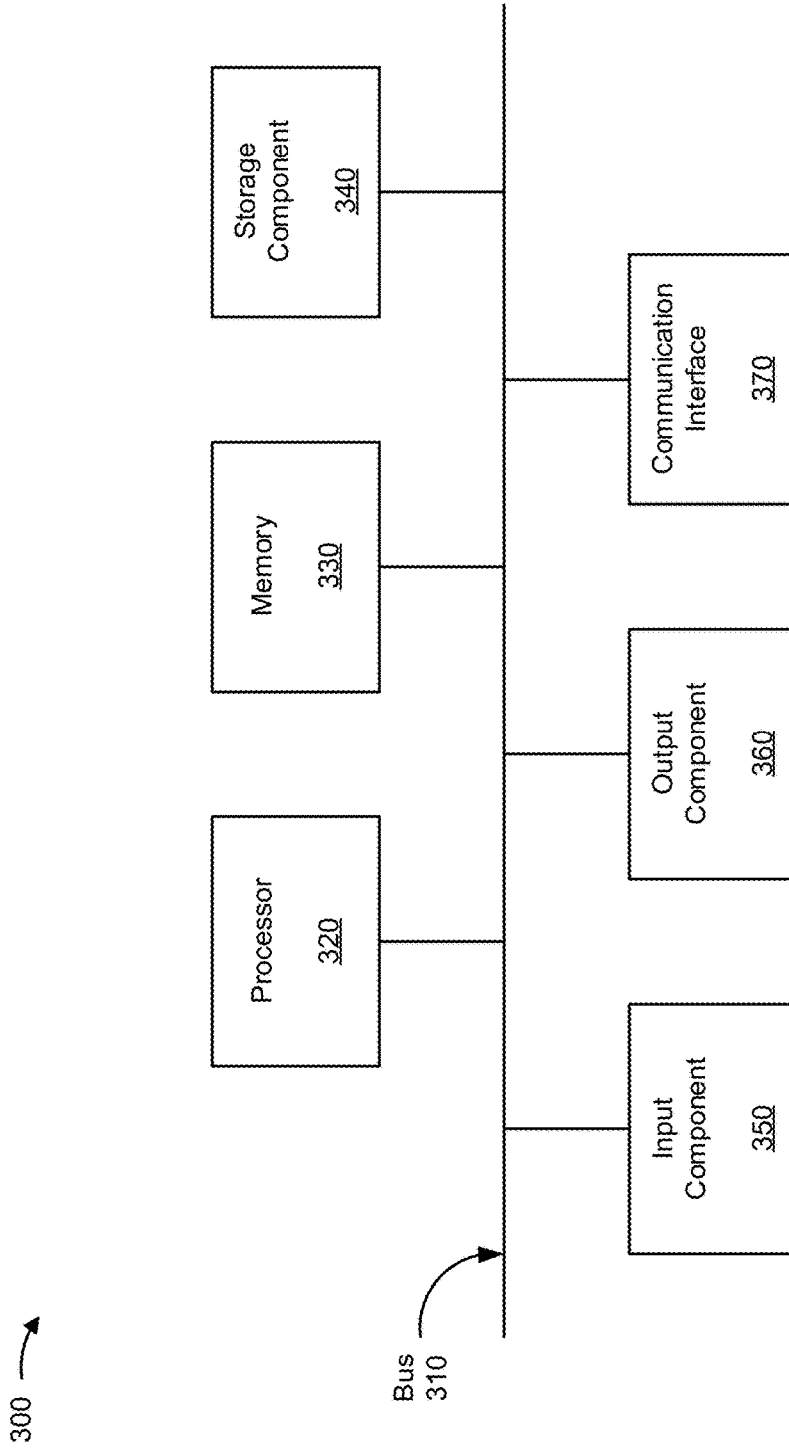 300
Bus
310
Processor
320
Memory
330
Storage
Component
340
Input
Component
350
Output
Component
360
Communication
Interface
370